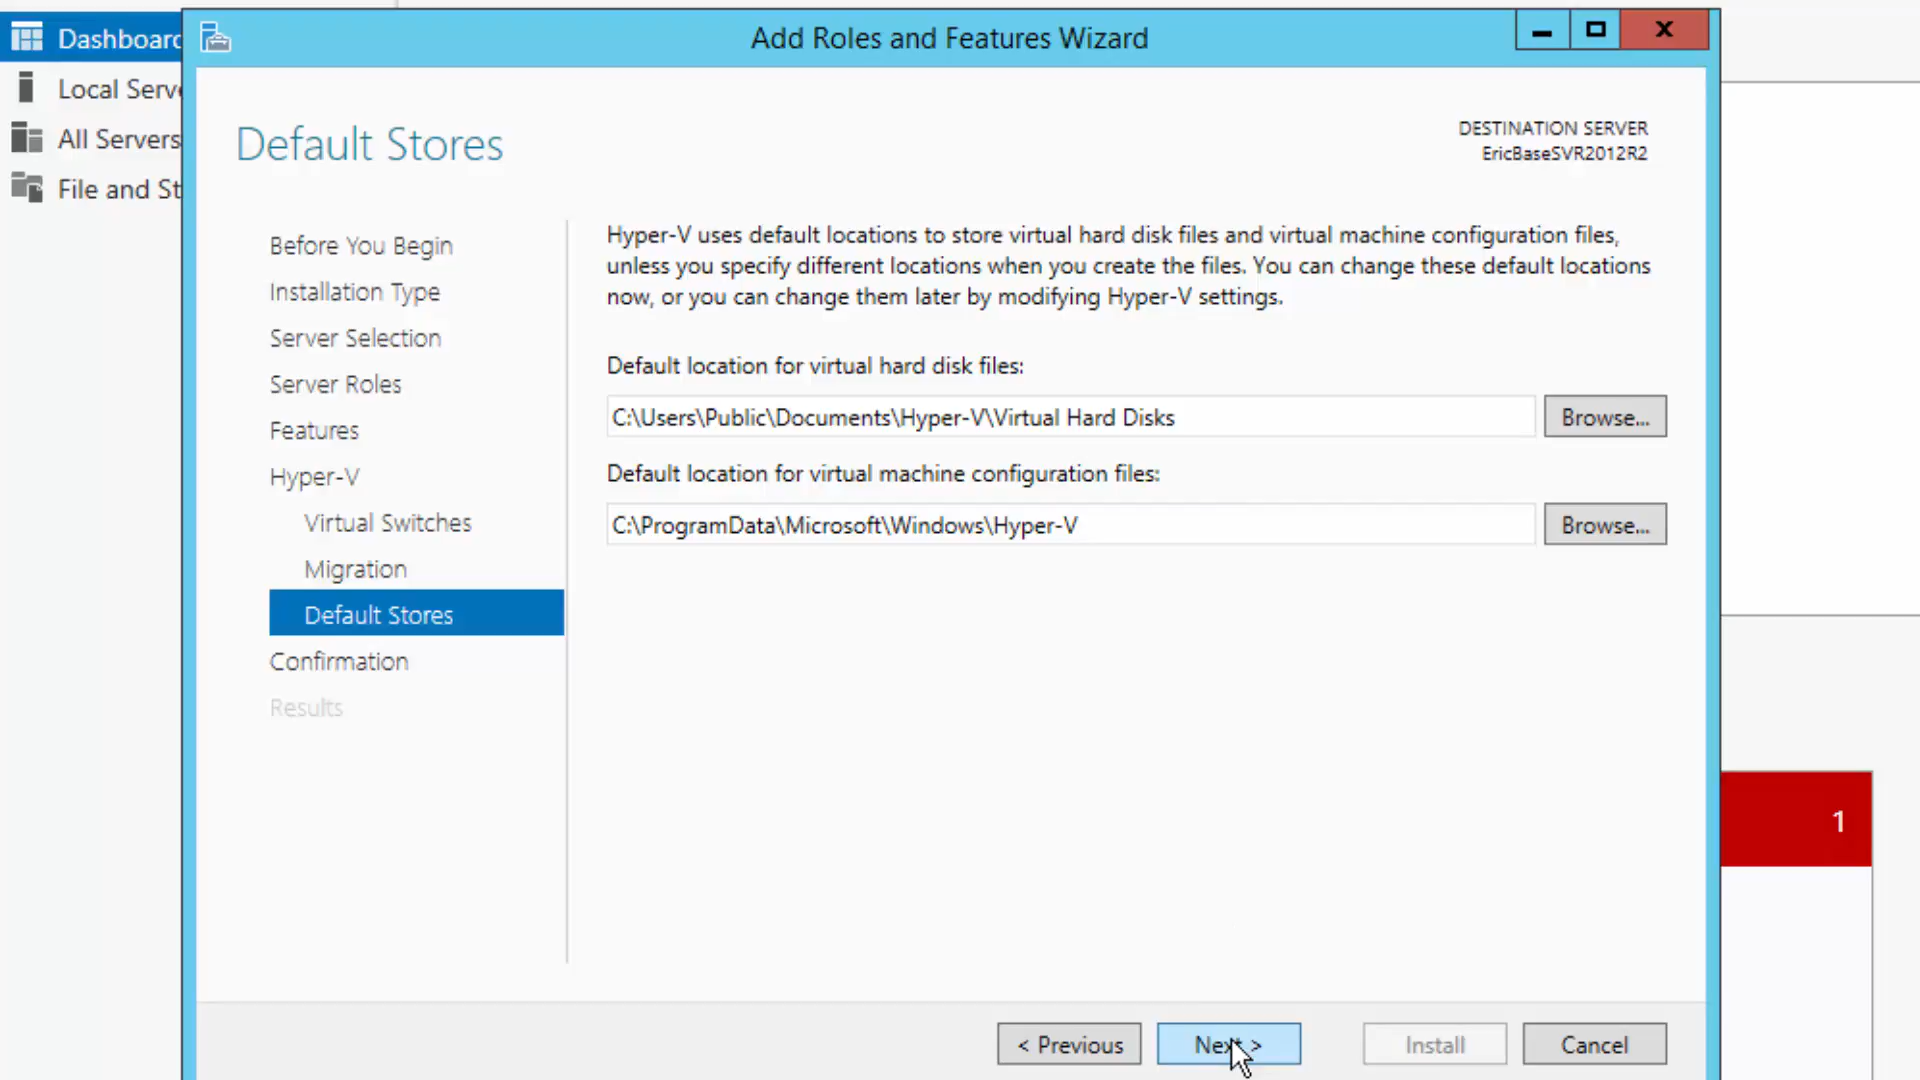 Dashboard
Local Serve
All Servers
File and St
Add Roles and Features Wizard
Default Stores
DESTINATION SERVER
EricBaseSVR2012R2
Before You Begin
Installation Type
Server Selection
Server Roles
Features
Hyper-V
Virtual Switches
Migration
Default Stores
Confirmation
Results
Hyper-V uses default locations to store virtual hard disk files and virtual machine configuration files,
unless you specify different locations when you create the files. You can change these default locations
now, or you can change them later by modifying Hyper-V settings.
Default location for virtual hard disk files:
C:\Users\Public\Documents\Hyper-V\Virtual Hard Disks
Browse...
Default location for virtual machine configuration files:
C:\ProgramData\Microsoft\Windows\Hyper-V
Browse...
1
< Previous
Next >
Install
Cancel